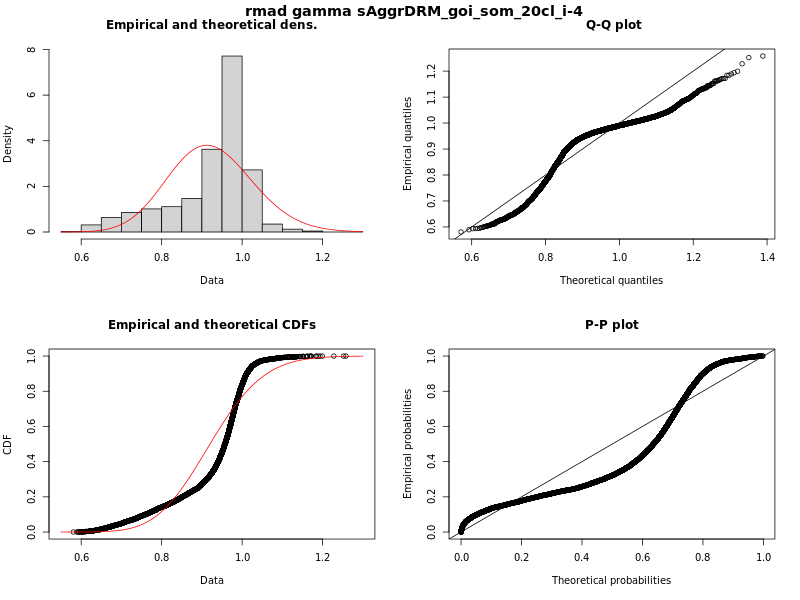 rmad gamma sAggrDRM_goi_som_20cl_i-4
Empirical and theoretical dens.
Density
0 2 4 6 8
0.6 0.8 1.0 1.2
Data
Q-Q plot
Empirical quantiles
0.6 0.7 0.8 0.9 1.0 1.1 1.2
0.6 0.8 1.0 1.2 1.4
Theoretical quantiles
Empirical and theoretical CDFs
CDF
0.0 0.2 0.4 0.6 0.8 1.0
0.6 0.8 1.0 1.2
Data
P-P plot
Empirical probabilities
0.0 0.2 0.4 0.6 0.8 1.0
0.0 0.2 0.4 0.6 0.8 1.0
Theoretical probabilities